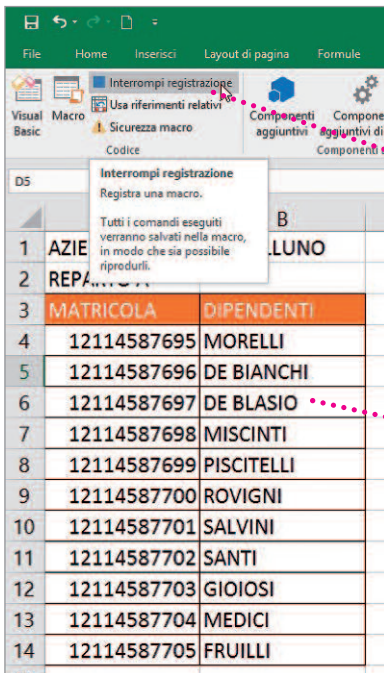 File Home Inserisci Layout di pagina Formule
Visual Basic
Macro
Interrompi registrazione
Usa riferimenti relativi
Sicurezza macro
Codice
Componenti aggiuntivi
aggiuntivi di
Componenti
D5
Interrompi registrazione
Registra una macro.
Tutti i comandi eseguiti
verranno salvati nella macro,
in modo che sia possibile
riprodurli.
B
1 AZIE LUNO
2 REPARTO A
3 MATRICOLA DIPENDENTI
4 12114587695 MORELLI
5 12114587696 DE BIANCHI
6 12114587697 DE BLASIO
7 12114587698 MISCINTI
8 12114587699 PISCITELLI
9 12114587700 ROVIGNI
10 12114587701 SALVINI
11 12114587702 SANTI
12 12114587703 GIOIOSI
13 12114587704 MEDICI
14 12114587705 FRUILLI